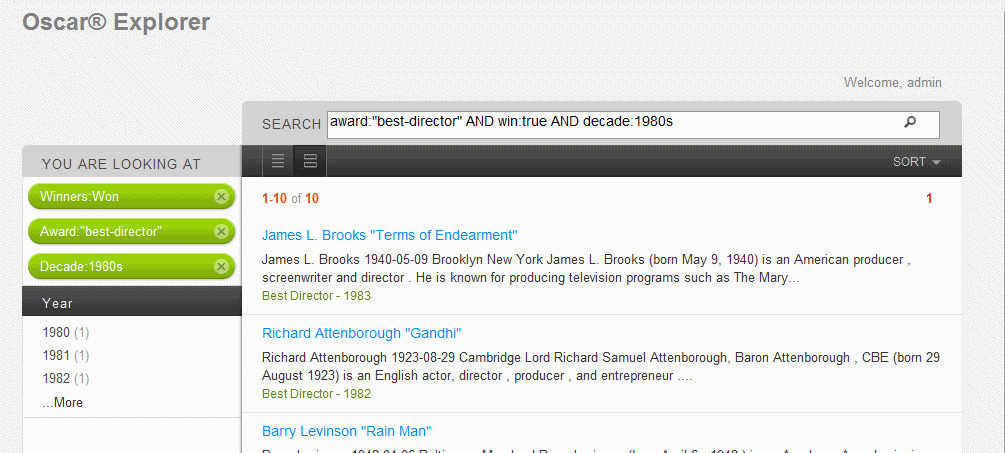 Oscar® Explorer
Welcome, admin
SEARCH award:"best-director" AND win:true AND decade:1980s
YOU ARE LOOKING AT
SORT
Winners:Won
Award:"best-director"
Decade:1980s
Year
1980 (1)
1981 (1)
1982 (1)
...More
1-10 of 10
1
James L. Brooks "Terms of Endearment"
James L. Brooks 1940-05-09 Brooklyn New York James L. Brooks (born May 9, 1940) is an American producer ,
screenwriter and director . He is known for producing television programs such as The Mary...
Best Director - 1983
Richard Attenborough "Gandhi"
Richard Attenborough 1923-08-29 Cambridge Lord Richard Samuel Attenborough, Baron Attenborough , CBE (born 29
August 1923) is an English actor, director , producer , and entrepreneur ....
Best Director - 1982
Barry Levinson "Rain Man"